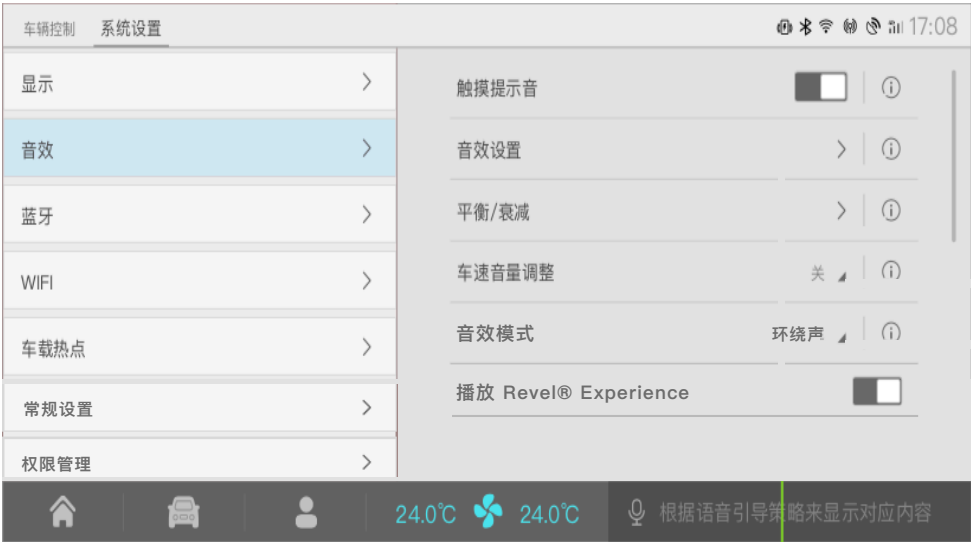 车辆控制 系统设置 17:08
显示
音效
蓝牙
WIFI
车载热点
常规设置
权限管理
触摸提示音
音效设置
平衡/衰减
车速音量调整 关
音效模式 环绕声
播放 Revel® Experience
24.0℃ 24.0℃ 根据语音引导策略来显示对应内容